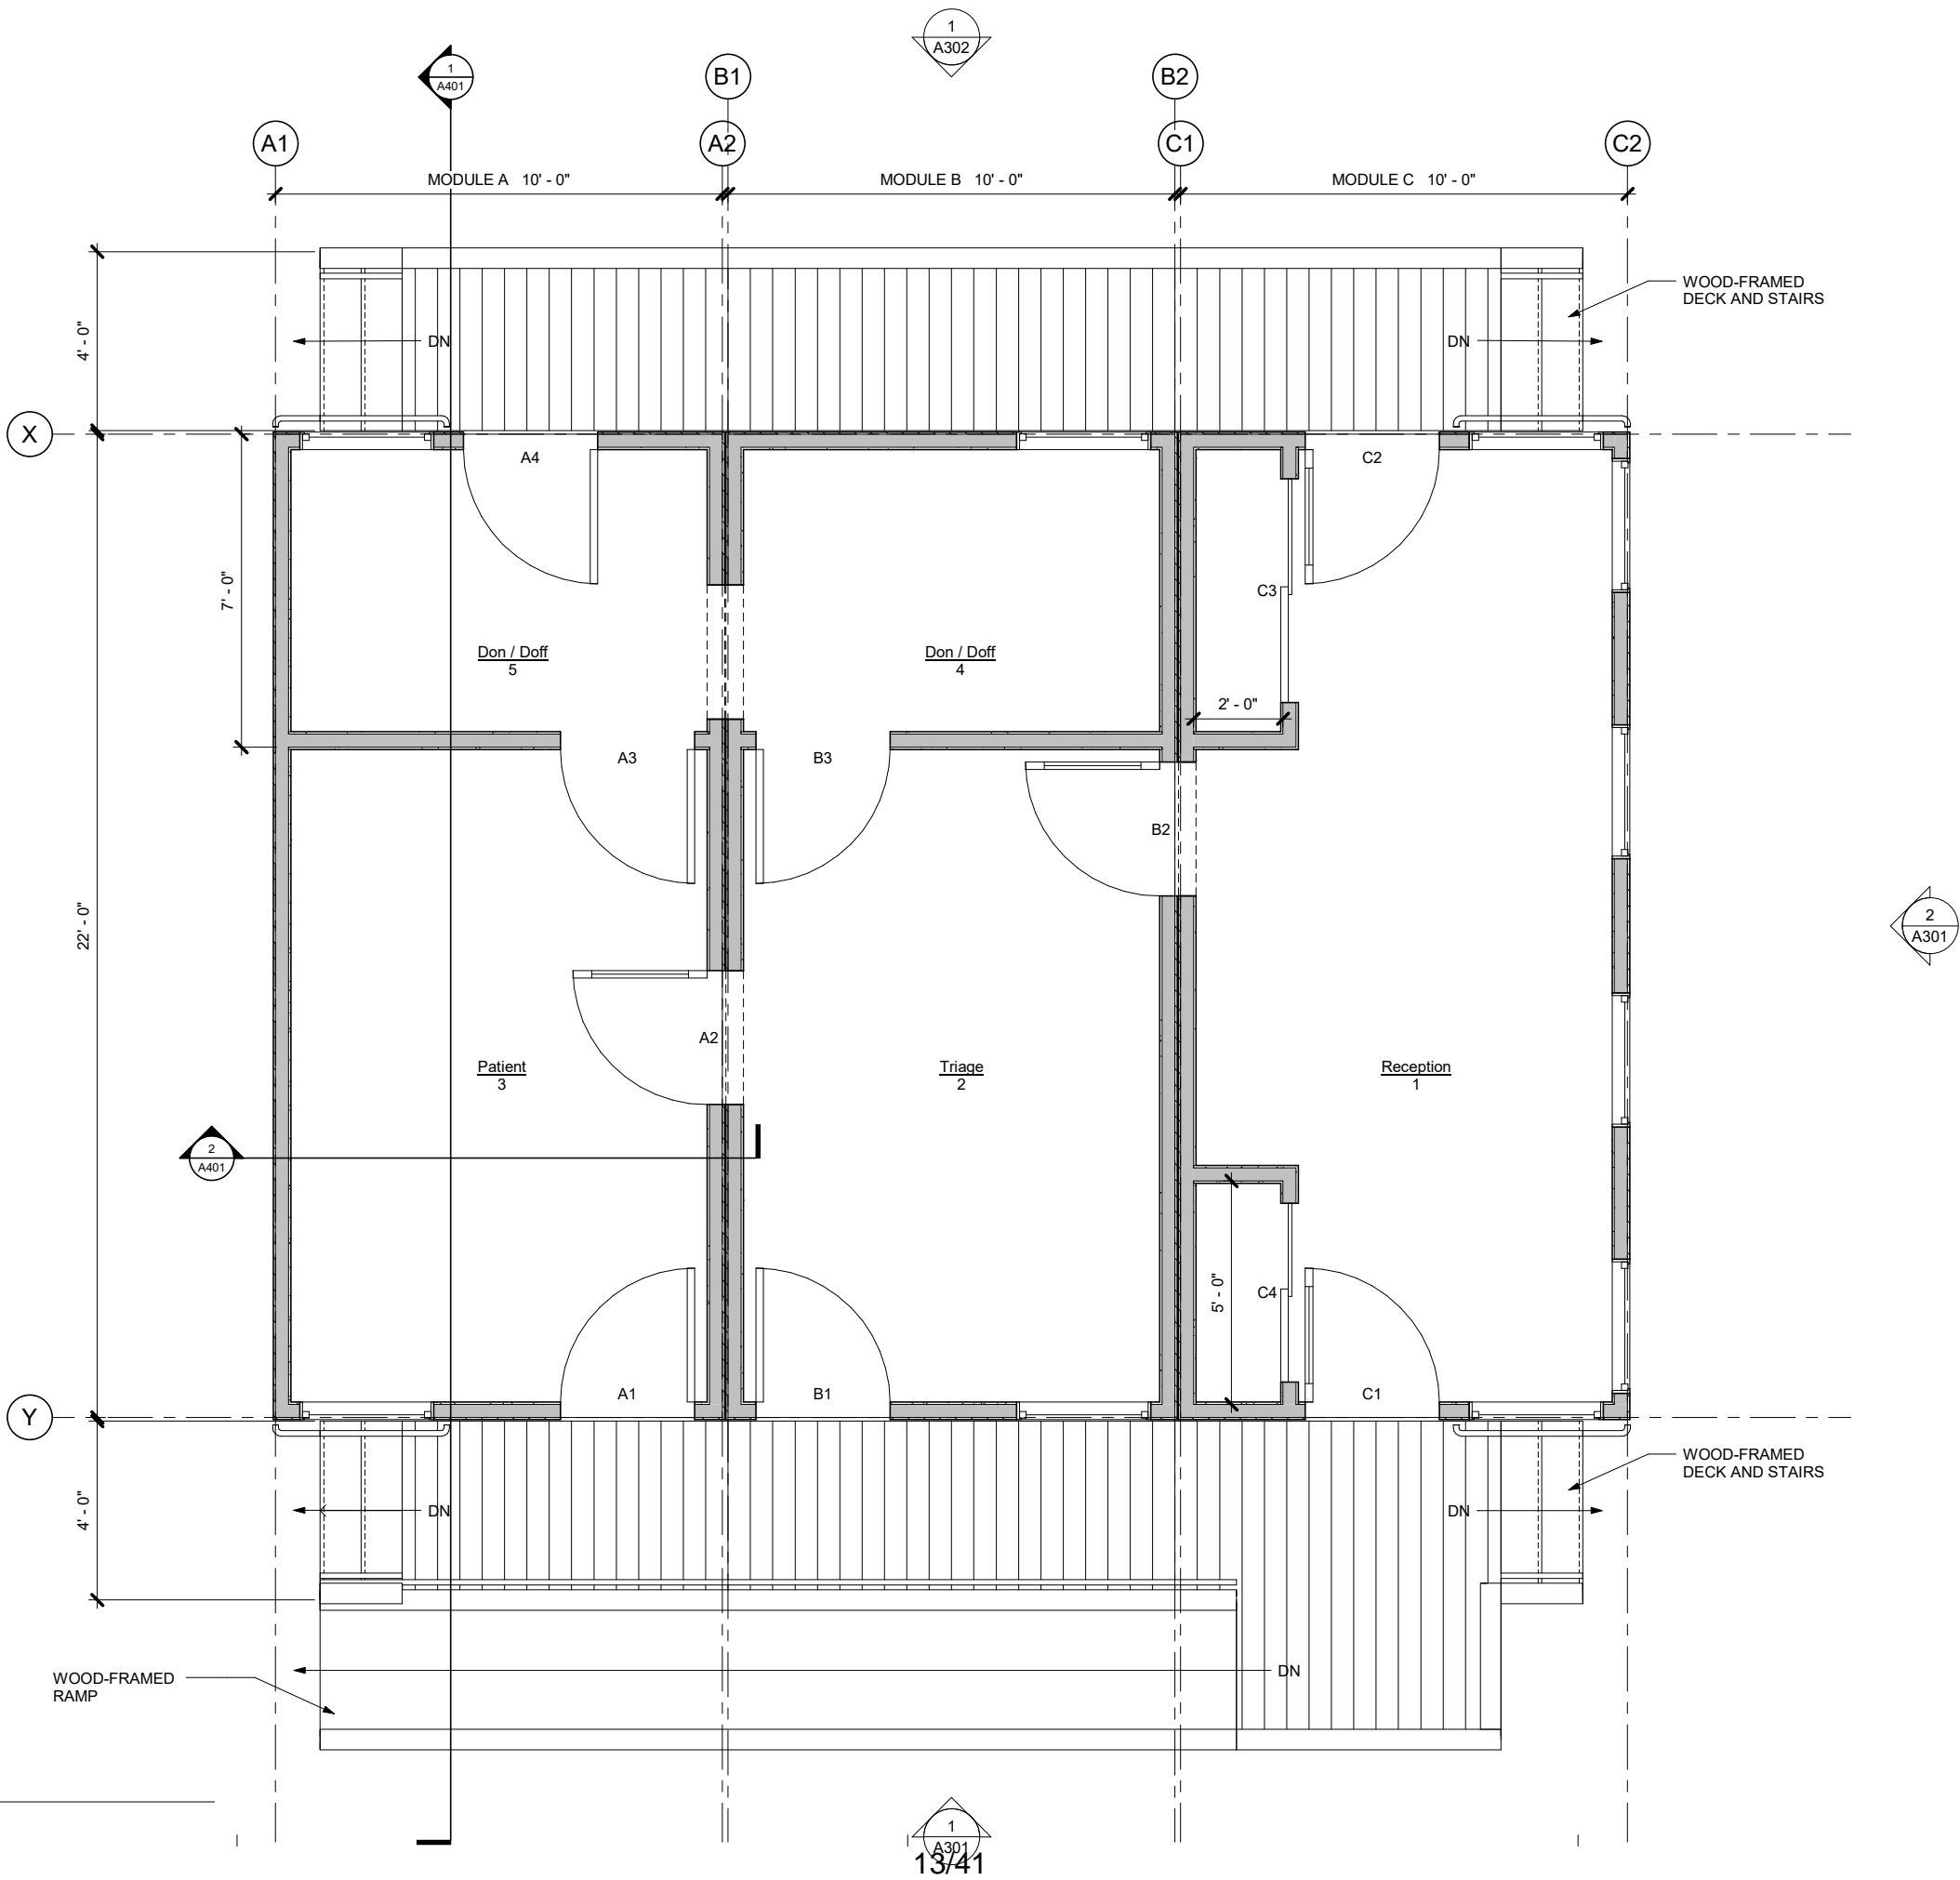 1
A302
1
A401
B1
B2
A1
A2
C1
C2
MODULE A 10' - 0"
MODULE B 10' - 0"
MODULE C 10' - 0"
WOOD-FRAMED
DECK AND STAIRS
4' - 0"
DN
DN
X
A4
C2
7' - 0"
C3
Don / Doff
5
Don / Doff
4
2' - 0"
A3
B3
B2
22' - 0"
2
A301
A2
Patient
3
Triage
2
Reception
1
2
A401
5' - 0"
C4
A1
B1
C1
Y
WOOD-FRAMED
DECK AND STAIRS
4' - 0"
DN
DN
WOOD-FRAMED
RAMP
DN
1
A301
13/41